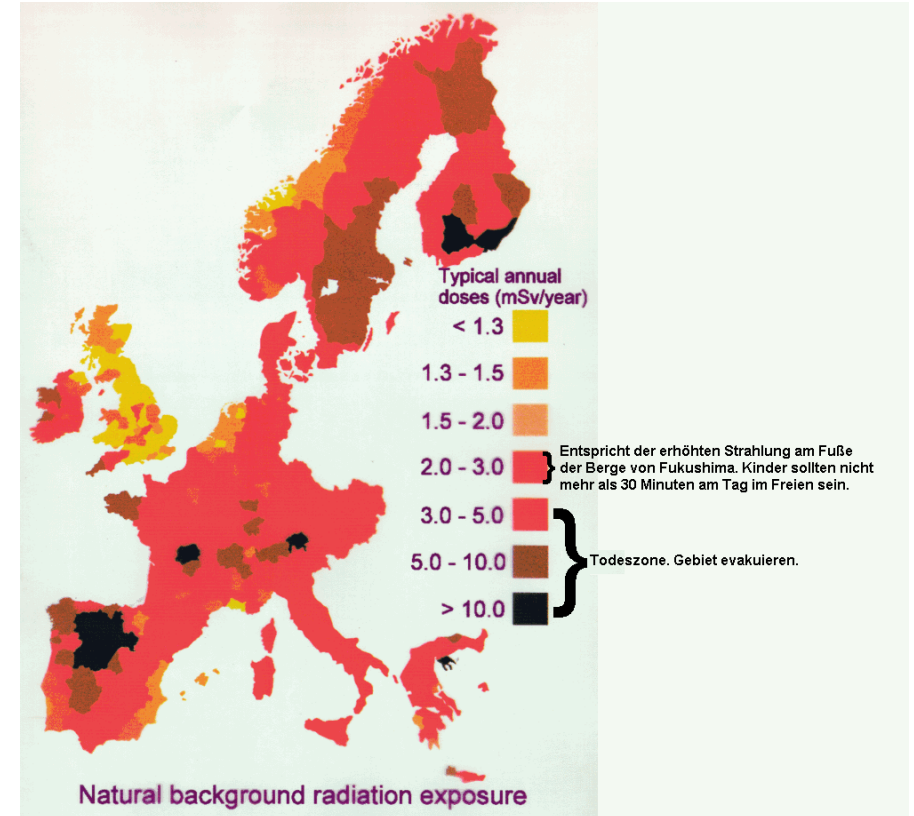 Typical annual
doses (mSv/year)
< 1.3
1.3 - 1.5
1.5 - 2.0
2.0 - 3.0
Entspricht der erhöhten Strahlung am Fuße
der Berge von Fukushima. Kinder sollten nicht
mehr als 30 Minuten am Tag im Freien sein.
3.0 - 5.0
5.0 - 10.0
> 10.0
Todeszone. Gebiet evakuieren.
Natural background radiation exposure